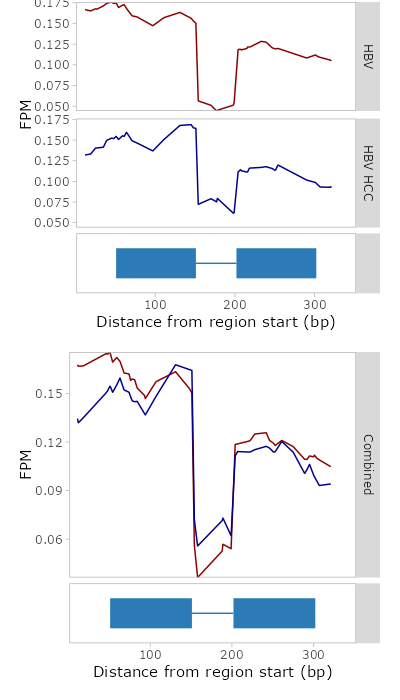 0.175
0.150
0.125
0.100
0.075
0.050
HBV
FPM
0.175
0.150
0.125
0.100
0.075
0.050
HBV HCC
100 200 300
Distance from region start (bp)
0.15
0.12
0.09
0.06
FPM
Combined
100 200 300
Distance from region start (bp)